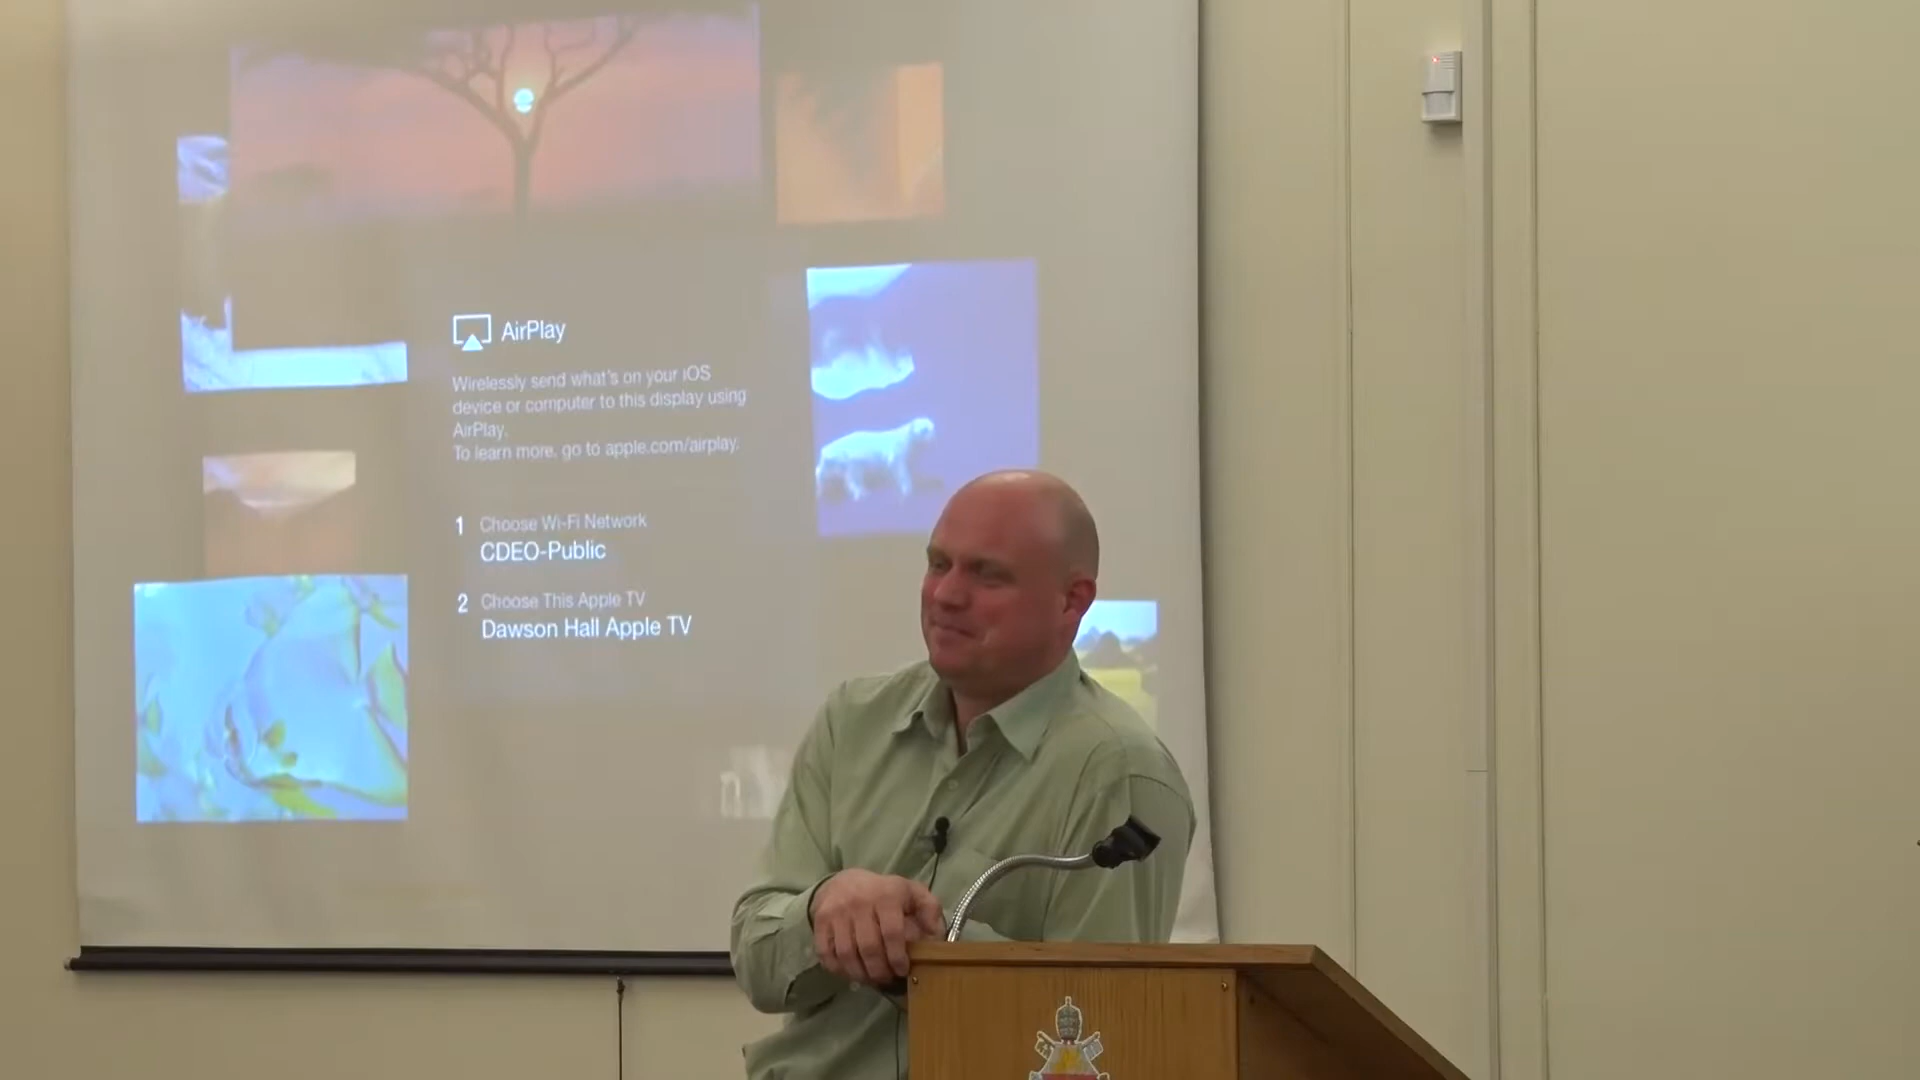 AirPlay
Wirelessly send what's on your iOS
device or computer to this display using
AirPlay.
To learn more, go to apple.com/airplay.
1 Choose Wi-Fi Network
CDEO-Public
2 Choose This Apple TV
Dawson Hall Apple TV